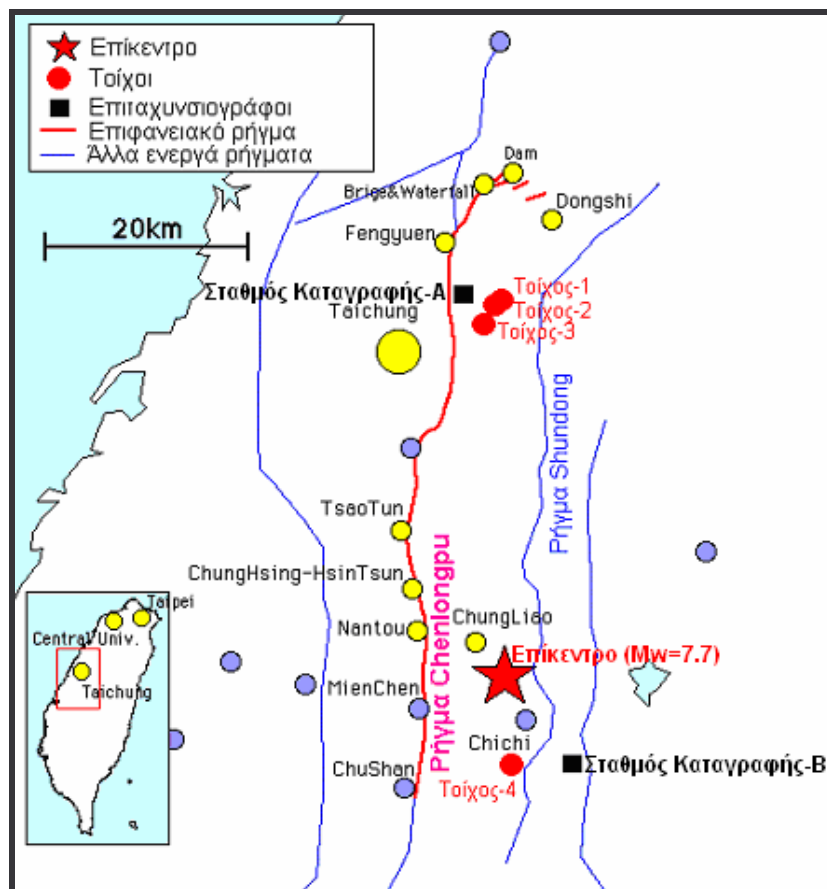 Επίκεντρο
Τοίχοι
Επιταχυνσιογράφοι
Επιφανειακό ρήγμα
Άλλα ενεργά ρήγματα
20km
Dam
Brige&Waterfall
Dongshi
Fengyuen
Σταθμός Καταγραφής-Α
Τοίχος-1
Τοίχος-2
Τοίχος-3
Taichung
Ρήγμα Shundong
TsaoTun
ChungHsing-HsinTsun
ChungLiao
Nantou
Ρήγμα Chenlongpu
Επίκεντρο (Mw=7.7)
MienChen
Chichi
Σταθμός Καταγραφής-Β
ChuShan
Τοίχος-4
Taipei
Central Univ.
Taichung